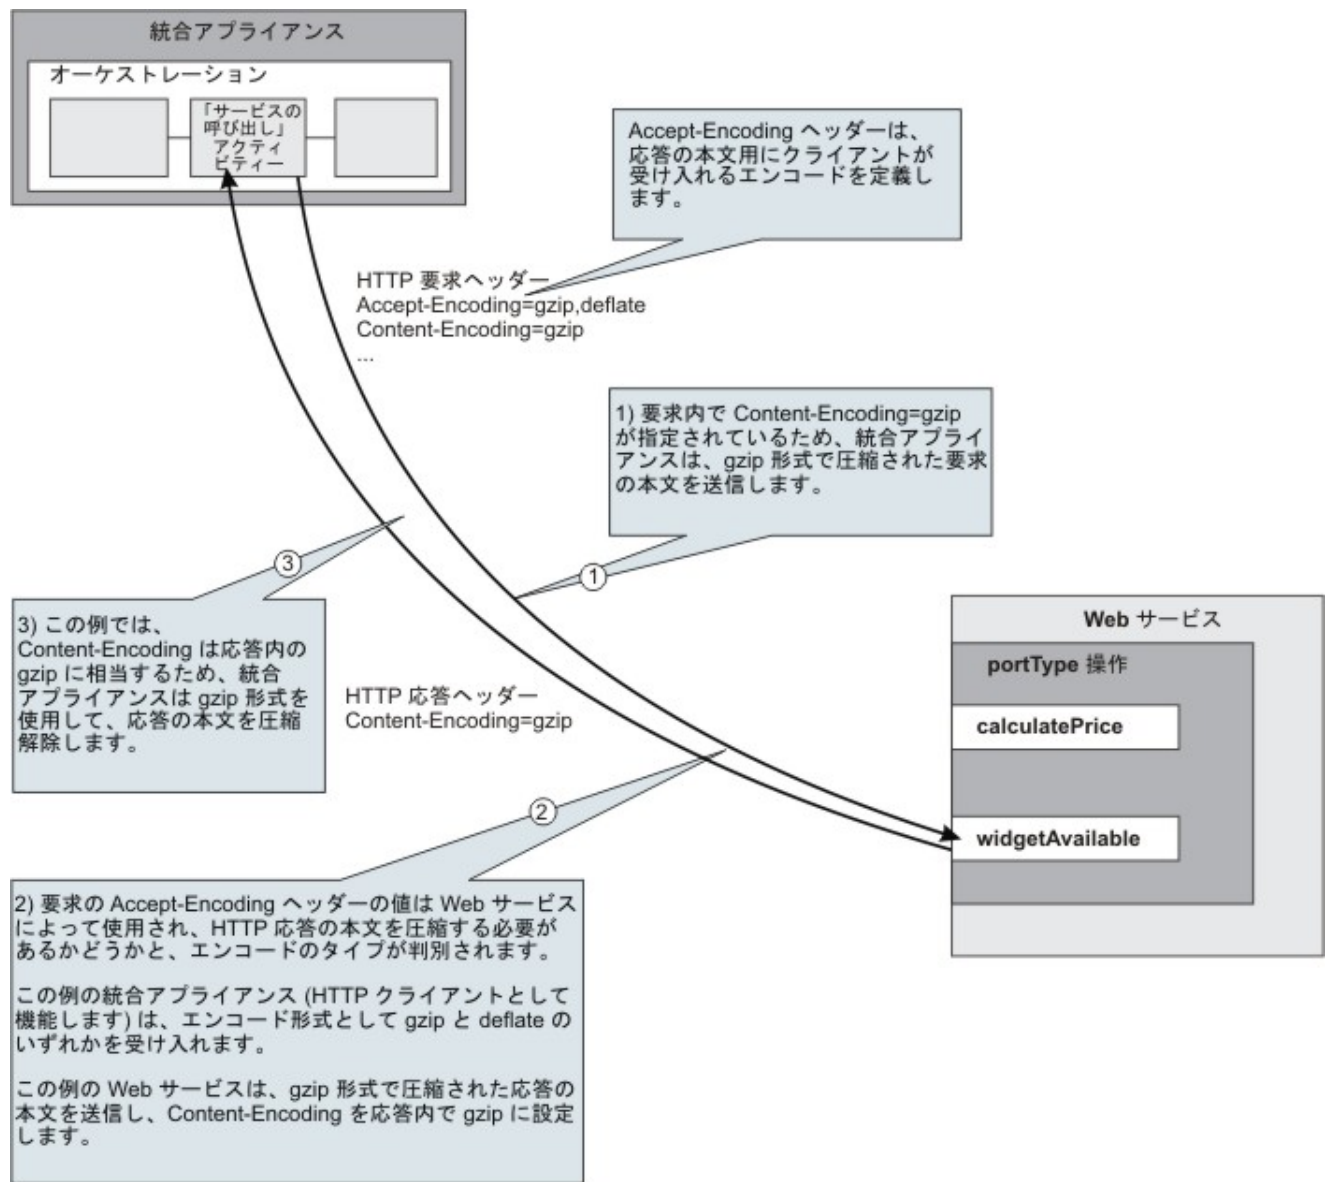 統合アプライアンス
オーケストレーション
「サービスの
呼び出し」
アクティ
ビティー
Accept-Encoding ヘッダーは、
応答の本文用にクライアントが
受け入れるエンコードを定義し
ます。
HTTP 要求ヘッダー
Accept-Encoding=gzip,deflate
Content-Encoding=gzip
...
1) 要求内で Content-Encoding=gzip
が指定されているため、統合アプライ
アンスは、gzip 形式で圧縮された要求
の本文を送信します。
3
1
3) この例では、
Content-Encoding は応答内の
gzip に相当するため、統合
アプライアンスは gzip 形式を
使用して、応答の本文を圧縮
解除します。
HTTP 応答ヘッダー
Content-Encoding=gzip
Web サービス
portType 操作
calculatePrice
widgetAvailable
2
2) 要求の Accept-Encoding ヘッダーの値は Web サービス
によって使用され、HTTP 応答の本文を圧縮する必要が
あるかどうかと、エンコードのタイプが判別されます。
この例の統合アプライアンス (HTTP クライアントとして
機能します) は、エンコード形式として gzip と deflate の
いずれかを受け入れます。
この例の Web サービスは、gzip 形式で圧縮された応答の
本文を送信し、Content-Encoding を応答内で gzip に設定
します。